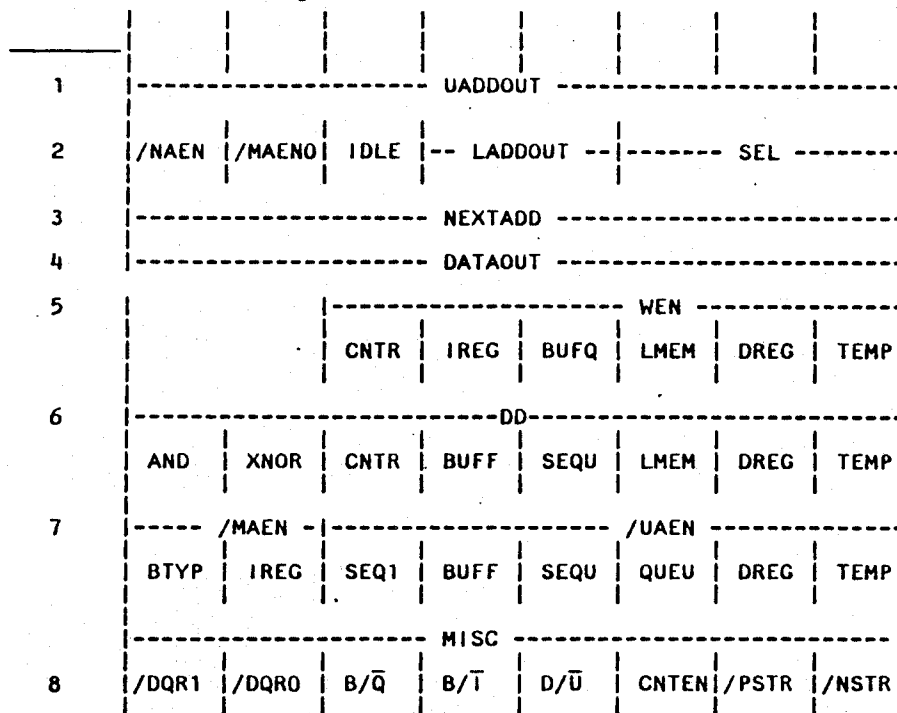 1 |---------------------- UADDOUT ----------------------
2 |/NAEN |/MAENO| IDLE |-- LADDOUT --|------- SEL -------
3 |---------------------- NEXTADD ----------------------
4 |---------------------- DATAOUT ----------------------
5 |--------------------- WEN --------------
| CNTR | IREG | BUFQ | LMEM | DREG | TEMP
6 |--------------------------DD--------------------------
AND | XNOR | CNTR | BUFF | SEQU | LMEM | DREG | TEMP
7 |---- /MAEN -|-------------------- /UAEN -------------
BTYP | IREG | SEQ1 | BUFF | SEQU | QUEU | DREG | TEMP
|---------------------- MISC ----------------------
8 |/DQR1 |/DQR0 | B/Q̅ | B/I̅ | D/U̅ | CNTEN|/PSTR |/NSTR